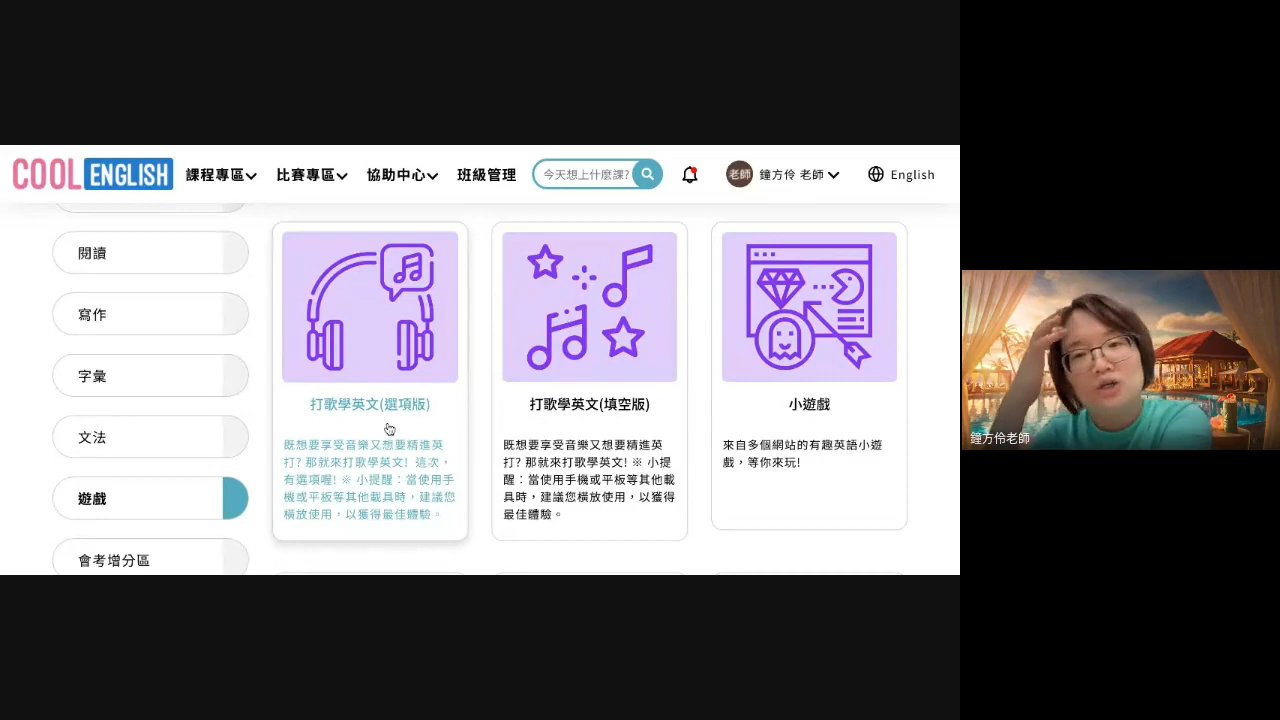 COOL ENGLISH 課程專區 比賽專區 協助中心 班級管理 今天想上什麼課? 老師 鐘方伶 老師 English
閱讀
寫作
字彙
文法
遊戲
會考增分區
打歌學英文(選項版)
既想要享受音樂又想要精進英
打? 那就來打歌學英文! 這次,
有選項喔! ※ 小提醒:當使用手
機或平板等其他載具時,建議您
橫放使用,以獲得最佳體驗。
打歌學英文(填空版)
既想要享受音樂又想要精進英
打? 那就來打歌學英文! ※ 小提
醒:當使用手機或平板等其他載
具時,建議您橫放使用,以獲得
最佳體驗。
小遊戲
來自多個網站的有趣英語小遊
戲,等你來玩!
鐘方伶老師